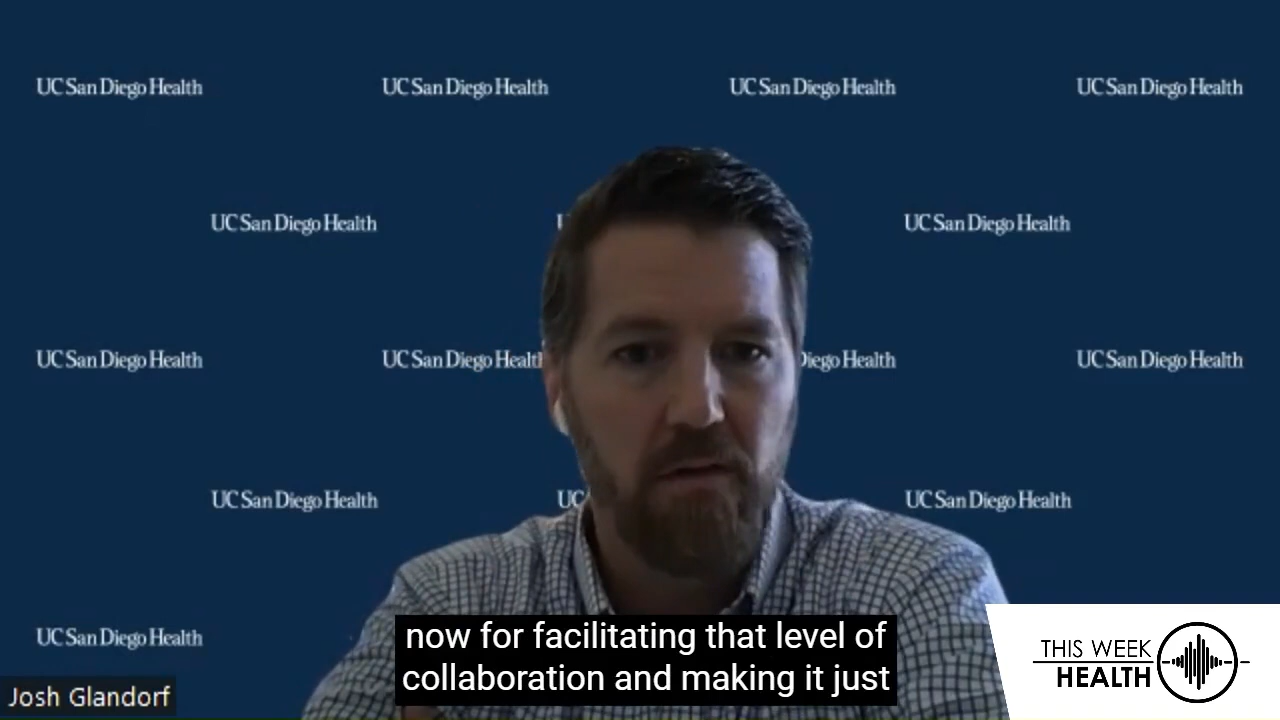 UC San Diego Health UC San Diego Health UC San Diego Health UC San Diego Health
UC San Diego Health UC San Diego Health
UC San Diego Health UC San Diego Health Diego Health UC San Diego Health
UC San Diego Health UC UC San Diego Health
UC San Diego Health
now for facilitating that level of
collaboration and making it just
Josh Glandorf
THIS WEEK
HEALTH